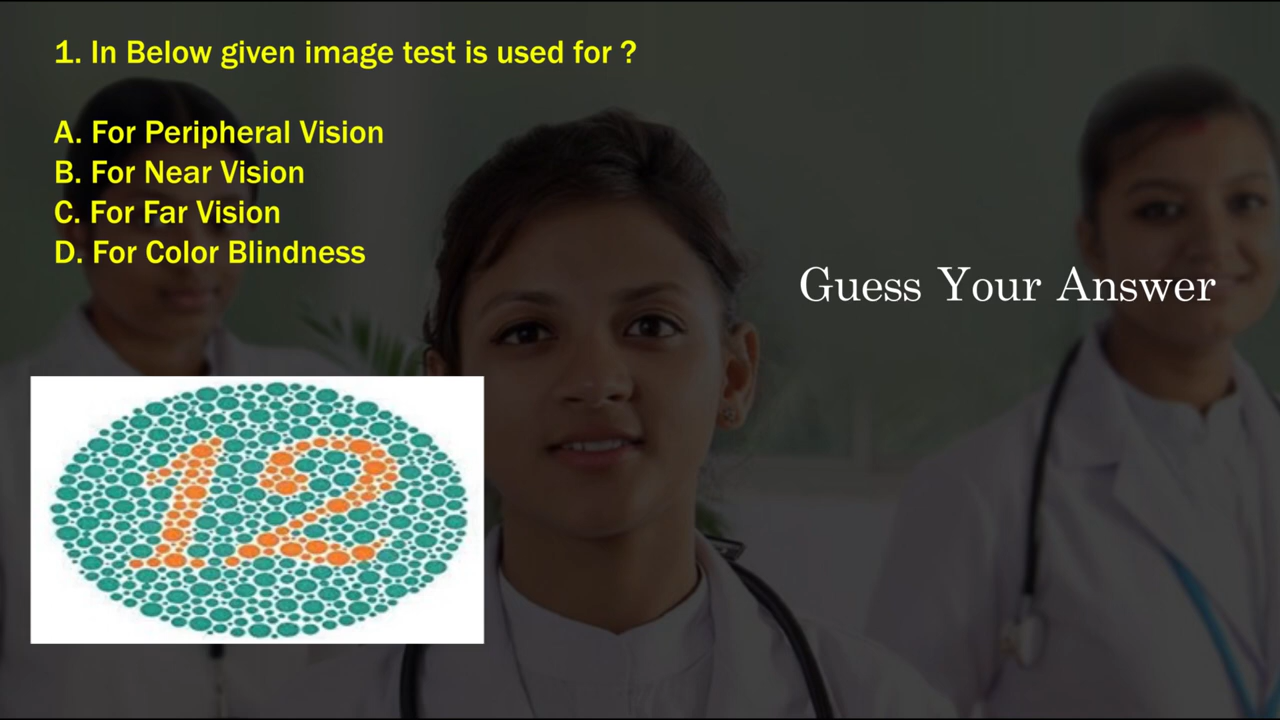 1. In Below given image test is used for ?
A. For Peripheral Vision
B. For Near Vision
C. For Far Vision
D. For Color Blindness
Guess Your Answer
12